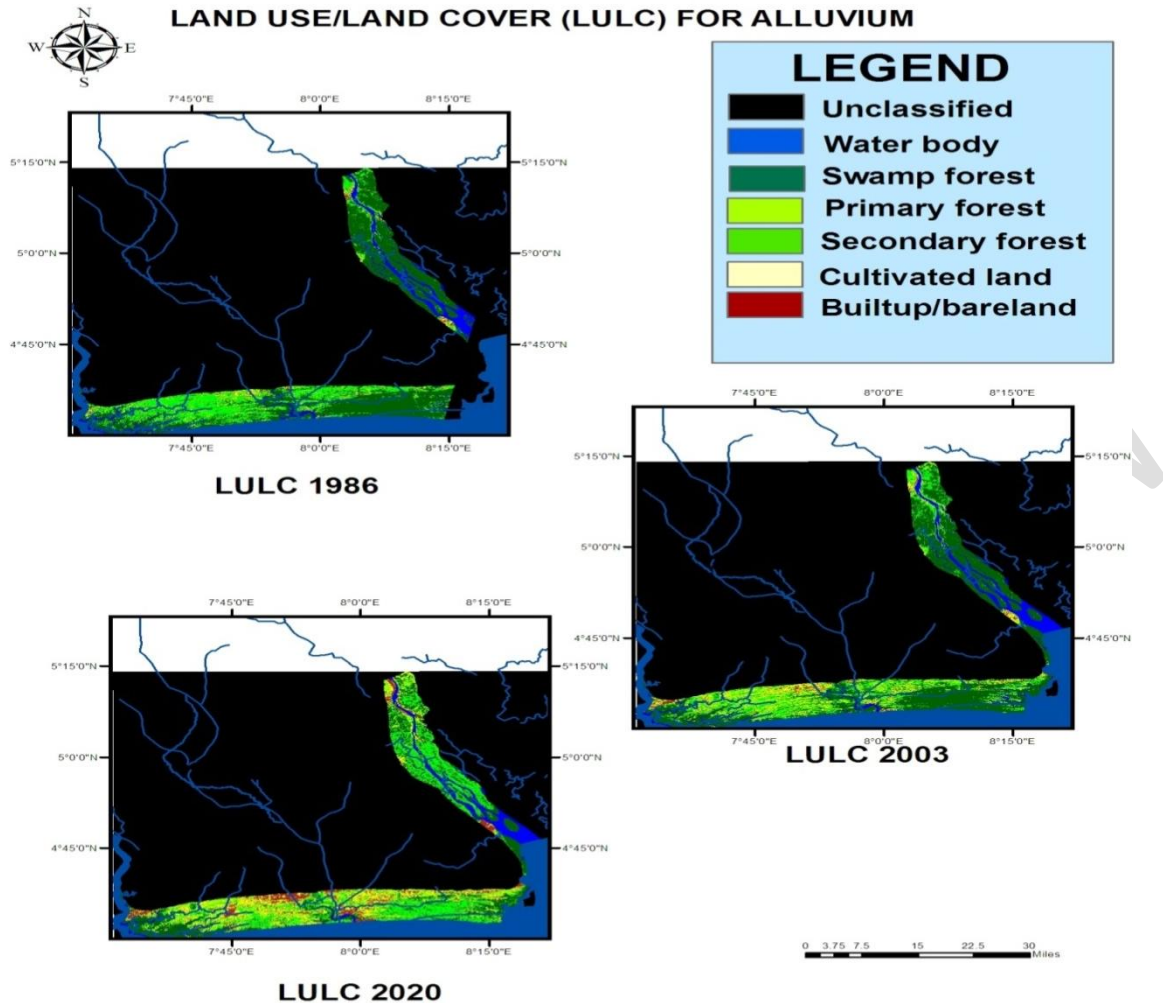 LAND USE/LAND COVER (LULC) FOR ALLUVIUM
N
W E
S
LEGEND
Unclassified
Water body
Swamp forest
Primary forest
Secondary forest
Cultivated land
Builtup/bareland
7°45'0"E 8°0'0"E 8°15'0"E
5°15'0"N 5°15'0"N
5°0'0"N 5°0'0"N
4°45'0"N 4°45'0"N
7°45'0"E 8°0'0"E 8°15'0"E
LULC 1986
7°45'0"E 8°0'0"E 8°15'0"E
5°15'0"N 5°15'0"N
5°0'0"N 5°0'0"N
4°45'0"N 4°45'0"N
7°45'0"E 8°0'0"E 8°15'0"E
LULC 2003
7°45'0"E 8°0'0"E 8°15'0"E
5°15'0"N 5°15'0"N
5°0'0"N 5°0'0"N
4°45'0"N 4°45'0"N
7°45'0"E 8°0'0"E 8°15'0"E
LULC 2020
0 3.75 7.5 15 22.5 30
Miles